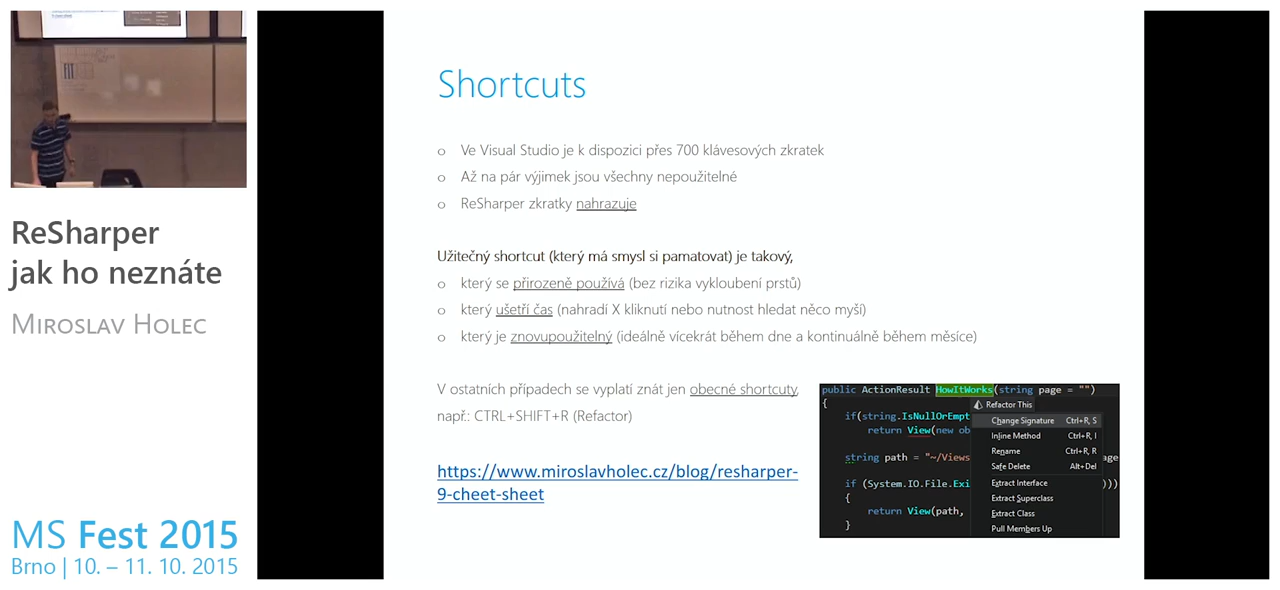 ReSharper
jak ho neznáte
Miroslav Holec
MS Fest 2015
Brno | 10. – 11. 10. 2015
Shortcuts
o Ve Visual Studio je k dispozici přes 700 klávesových zkratek
o Až na pár výjimek jsou všechny nepoužitelné
o ReSharper zkratky nahrazuje
Užitečný shortcut (který má smysl si pamatovat) je takový,
o který se přirozeně používá (bez rizika vykloubení prstů)
o který ušetří čas (nahradí X kliknutí nebo nutnost hledat něco myší)
o který je znovupoužitelný (ideálně vícekrát během dne a kontinuálně během měsíce)
V ostatních případech se vyplatí znát jen obecné shortcuty,
např.: CTRL+SHIFT+R (Refactor)
https://www.miroslavholec.cz/blog/resharper-
9-cheet-sheet
public ActionResult HowItWorks(string page = "")
{
if(string.IsNullOrEmpt
return View(new ob
string path = "~/Views
if (System.IO.File.Exi
{
return View(path,
}
Refactor This
Change Signature Ctrl+R, S
Inline Method Ctrl+R, I
Rename Ctrl+R, R
Safe Delete Alt+Del
Extract Interface
Extract Superclass
Extract Class
Pull Members Up
page
)))